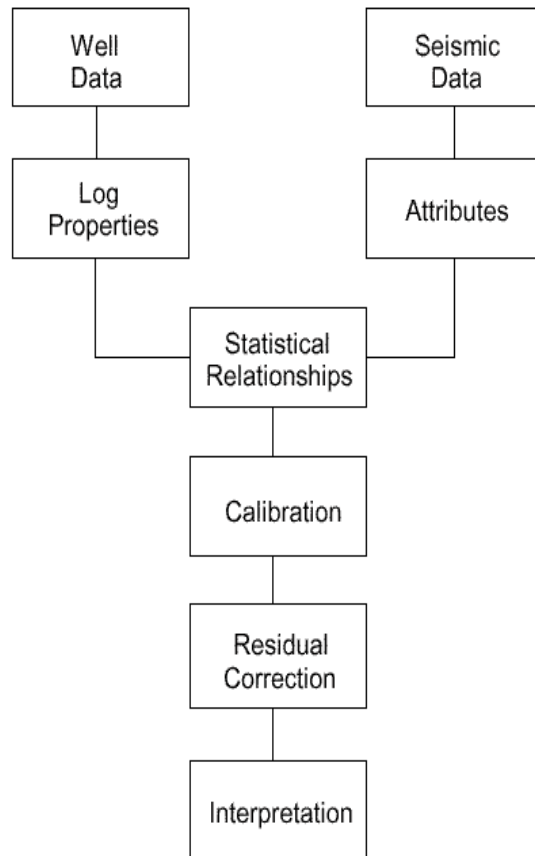 Well
Data
Seismic
Data
Log
Properties
Attributes
Statistical
Relationships
Calibration
Residual
Correction
Interpretation